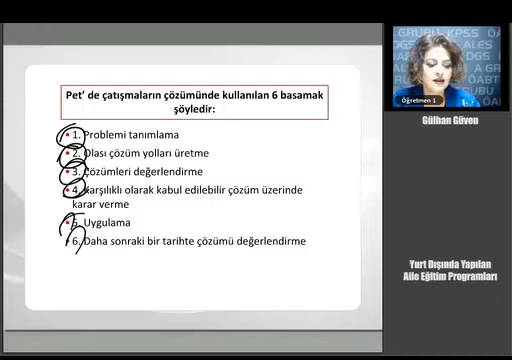 Pet' de çatışmaların çözümünde kullanılan 6 basamak
şöyledir:
1. Problemi tanımlama
2. Olası çözüm yolları üretme
3. Çözümleri değerlendirme
4. Karşılıklı olarak kabul edilebilir çözüm üzerinde
karar verme
5. Uygulama
6. Daha sonraki bir tarihte çözümü değerlendirme
Öğretmen 1
Gülhan Güven
Yurt Dışında Yapılan
Aile Eğitim Programları